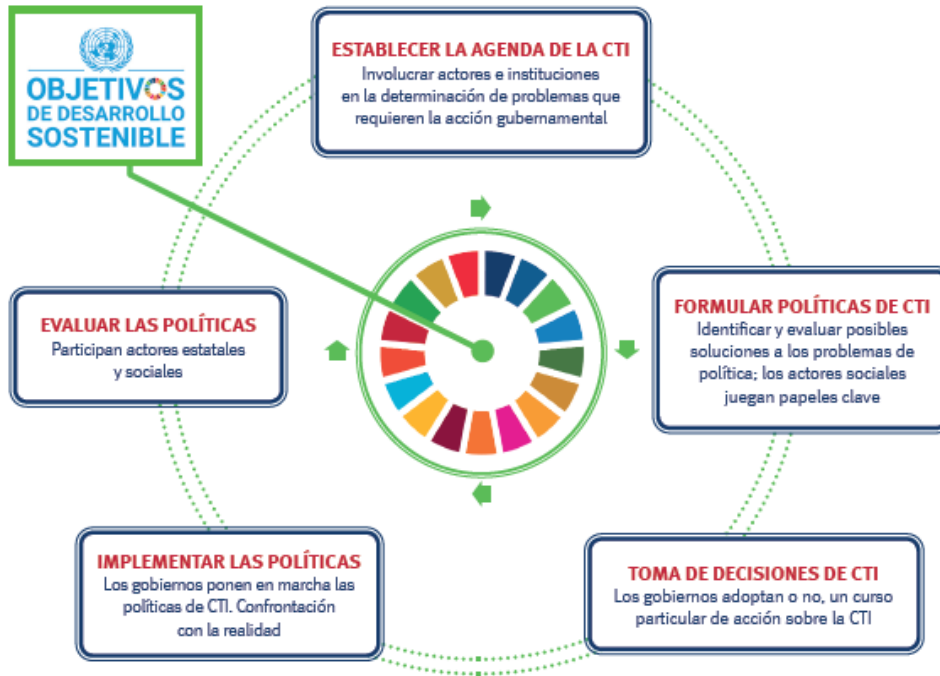 OBJETIVOS
DE DESARROLLO
SOSTENIBLE
ESTABLECER LA AGENDA DE LA CTI
Involucrar actores e instituciones
en la determinación de problemas que
requieren la acción gubernamental
FORMULAR POLÍTICAS DE CTI
Identificar y evaluar posibles
soluciones a los problemas de
política; los actores sociales
juegan papeles clave
TOMA DE DECISIONES DE CTI
Los gobiernos adoptan o no, un curso
particular de acción sobre la CTI
IMPLEMENTAR LAS POLÍTICAS
Los gobiernos ponen en marcha las
políticas de CTI. Confrontación
con la realidad
EVALUAR LAS POLÍTICAS
Participan actores estatales
y sociales